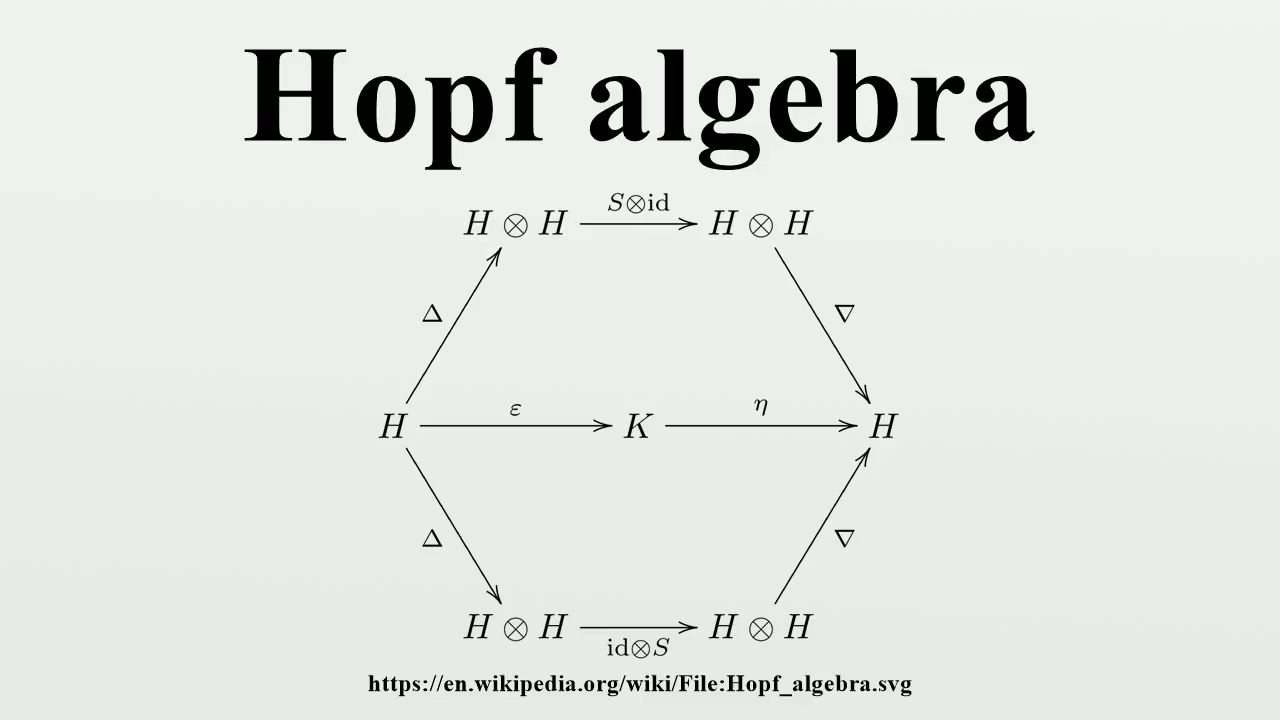 Hopf algebra
S⊗id
H ⊗ H H ⊗ H
Δ ∇
ε η
H K H
Δ ∇
H ⊗ H H ⊗ H
id⊗S
https://en.wikipedia.org/wiki/File:Hopf_algebra.svg